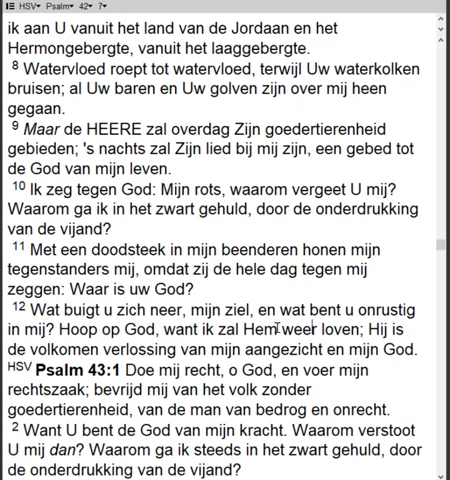 HSV▾ Psalm▾ 42▾ 7▾
ik aan U vanuit het land van de Jordaan en het
Hermongebergte, vanuit het laaggebergte.
8 Watervloed roept tot watervloed, terwijl Uw waterkolken
bruisen; al Uw baren en Uw golven zijn over mij heen
gegaan.
9 Maar de HEERE zal overdag Zijn goedertierenheid
gebieden; 's nachts zal Zijn lied bij mij zijn, een gebed tot
de God van mijn leven.
10 Ik zeg tegen God: Mijn rots, waarom vergeet U mij?
Waarom ga ik in het zwart gehuld, door de onderdrukking
van de vijand?
11 Met een doodsteek in mijn beenderen honen mijn
tegenstanders mij, omdat zij de hele dag tegen mij
zeggen: Waar is uw God?
12 Wat buigt u zich neer, mijn ziel, en wat bent u onrustig
in mij? Hoop op God, want ik zal Hem weer loven; Hij is
de volkomen verlossing van mijn aangezicht en mijn God.
HSV Psalm 43:1 Doe mij recht, o God, en voer mijn
rechtszaak; bevrijd mij van het volk zonder
goedertierenheid, van de man van bedrog en onrecht.
2 Want U bent de God van mijn kracht. Waarom verstoot
U mij dan? Waarom ga ik steeds in het zwart gehuld, door
de onderdrukking van de vijand?